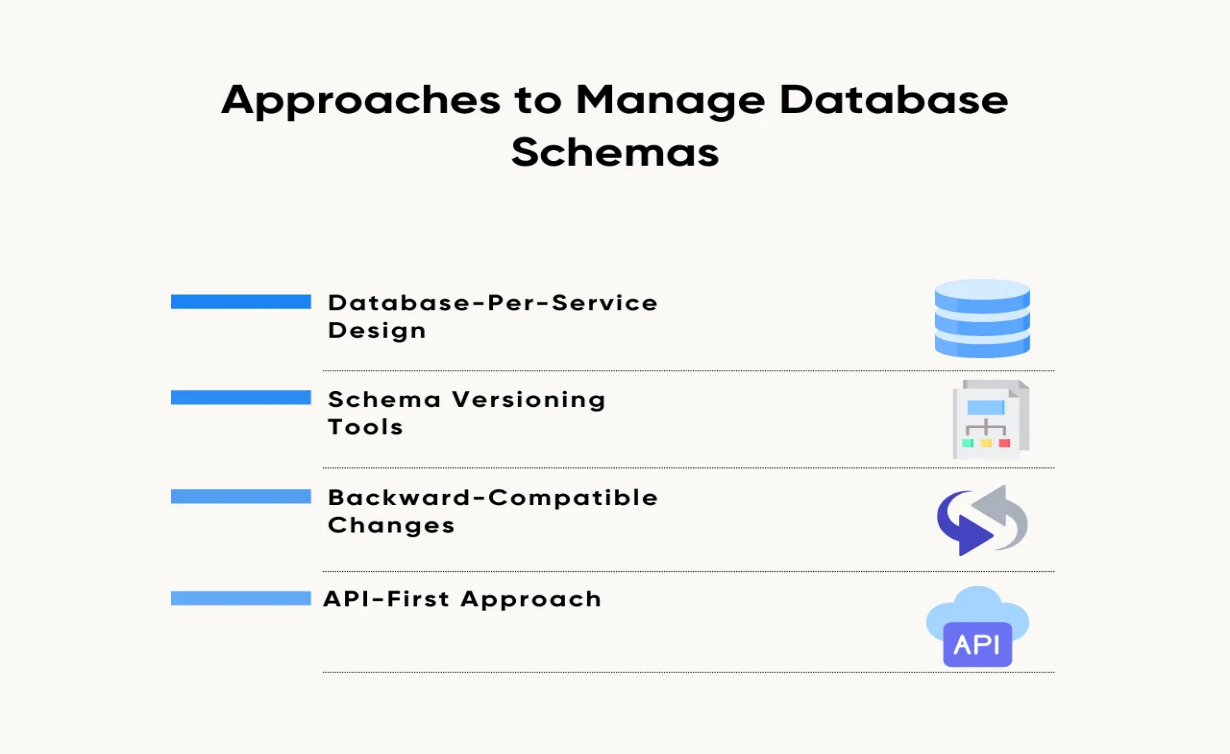 Approaches to Manage Database
Schemas
Database-Per-Service
Design
Schema Versioning
Tools
Backward-Compatible
Changes
API-First Approach
API